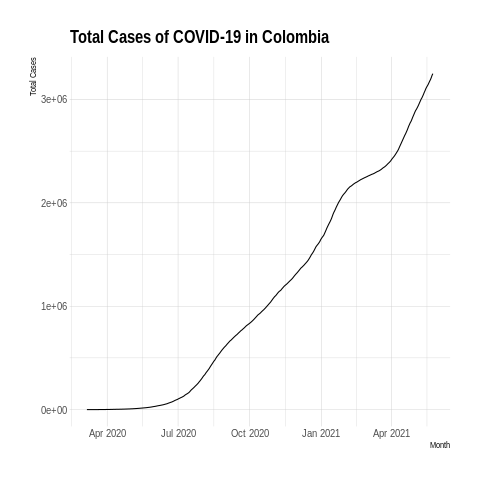 Total Cases of COVID-19 in Colombia
Total Cases
3e+06
2e+06
1e+06
0e+00
Apr 2020 Jul 2020 Oct 2020 Jan 2021 Apr 2021
Month